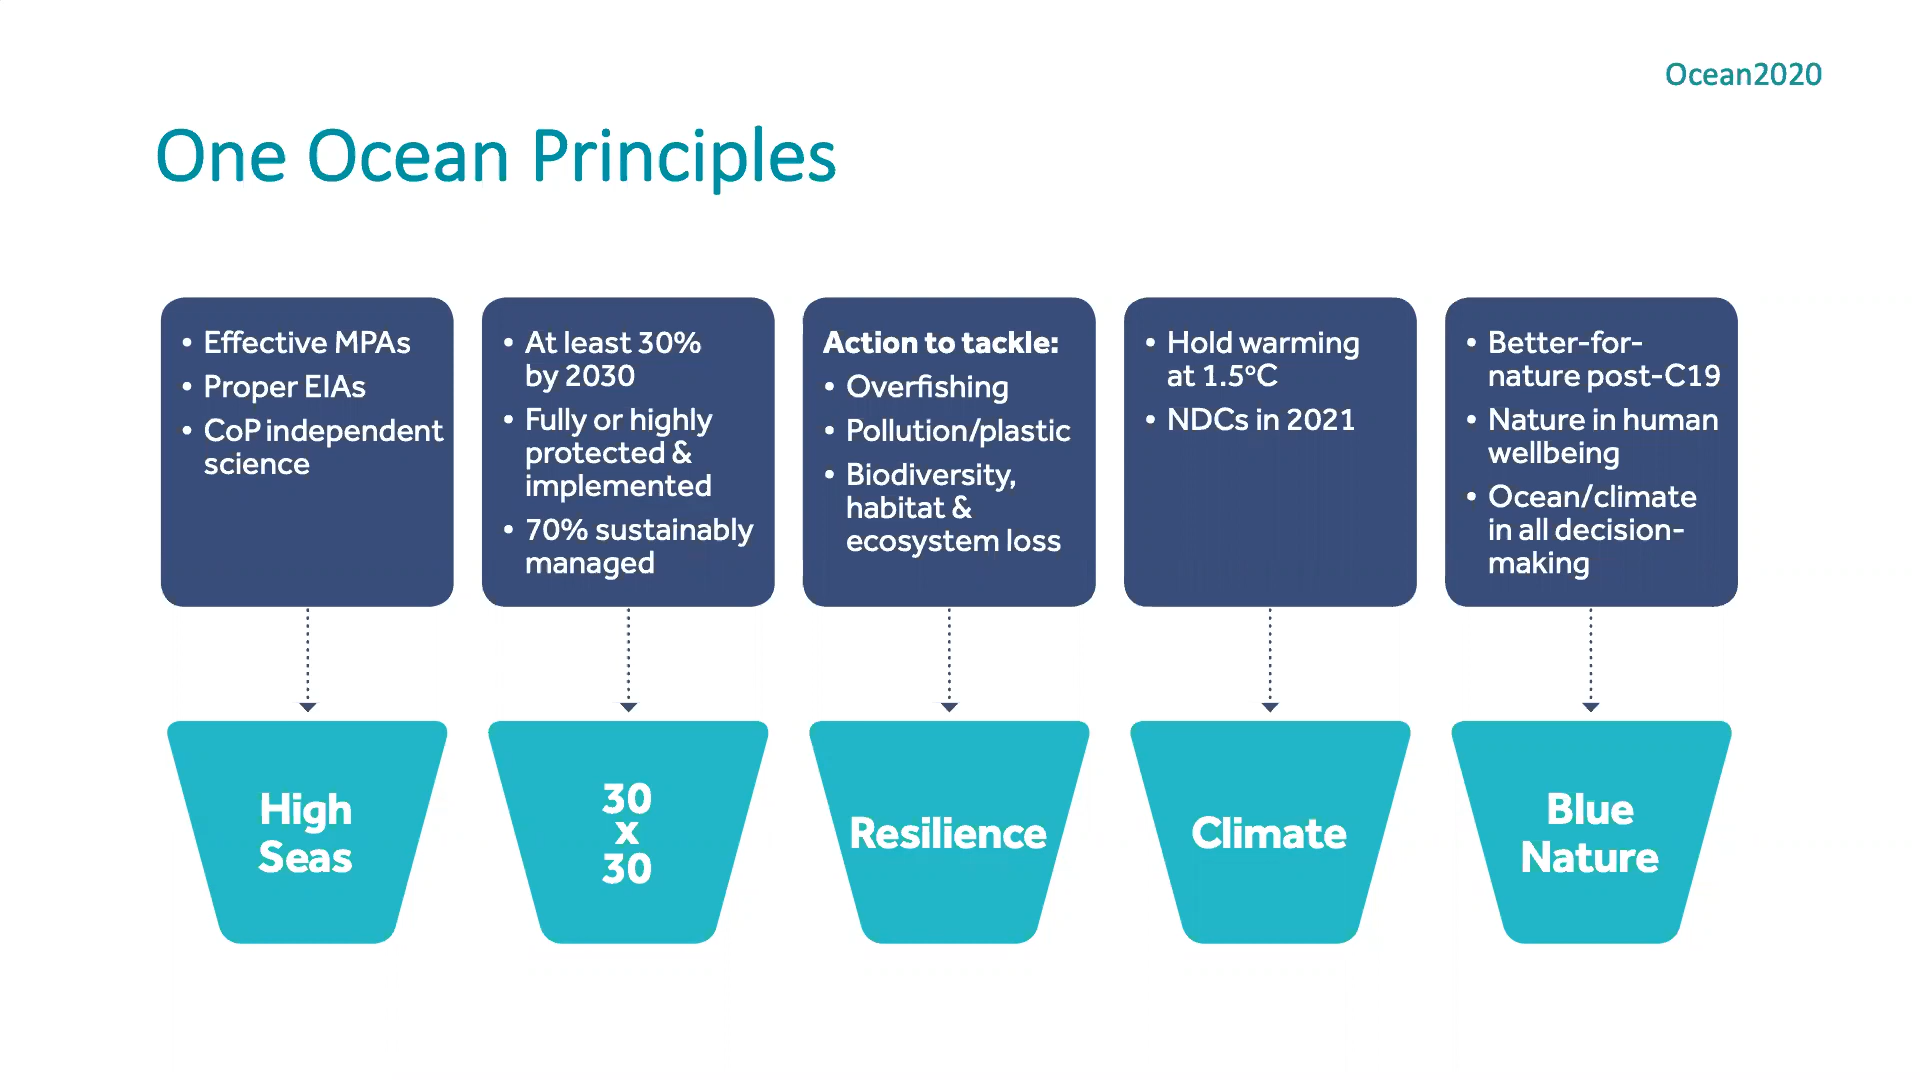 Ocean2020
One Ocean Principles
• Effective MPAs
• Proper EIAs
• CoP independent
science
• At least 30%
by 2030
• Fully or highly
protected &
implemented
• 70% sustainably
managed
Action to tackle:
• Overfishing
• Pollution/plastic
• Biodiversity,
habitat &
ecosystem loss
• Hold warming
at 1.5°C
• NDCs in 2021
• Better-for-
nature post-C19
• Nature in human
wellbeing
• Ocean/climate
in all decision-
making
High
Seas
30
x
30
Resilience
Climate
Blue
Nature